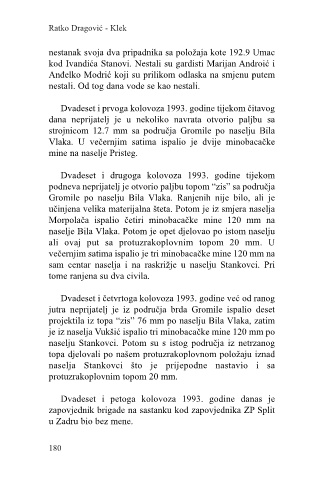 Ratko Dragović - Klek
nestanak svoja dva pripadnika sa položaja kote 192.9 Umac
kod Ivandića Stanovi. Nestali su gardisti Marijan Androić i
Anđelko Modrić koji su prilikom odlaska na smjenu putem
nestali. Od tog dana vode se kao nestali.
Dvadeset i prvoga kolovoza 1993. godine tijekom čitavog
dana neprijatelj je u nekoliko navrata otvorio paljbu sa
strojnicom 12.7 mm sa područja Gromile po naselju Bila
Vlaka. U večernjim satima ispalio je dvije minobacačke
mine na naselje Pristeg.
Dvadeset i drugoga kolovoza 1993. godine tijekom
podneva neprijatelj je otvorio paljbu topom “zis” sa područja
Gromile po naselju Bila Vlaka. Ranjenih nije bilo, ali je
učinjena velika materijalna šteta. Potom je iz smjera naselja
Morpolača ispalio četiri minobacačke mine 120 mm na
naselje Bila Vlaka. Potom je opet djelovao po istom naselju
ali ovaj put sa protuzrakoplovnim topom 20 mm. U
večernjim satima ispalio je tri minobacačke mine 120 mm na
sam centar naselja i na raskrižje u naselju Stankovci. Pri
tome ranjena su dva civila.
Dvadeset i četvrtoga kolovoza 1993. godine već od ranog
jutra neprijatelj je iz područja brda Gromile ispalio deset
projektila iz topa “zis” 76 mm po naselju Bila Vlaka, zatim
je iz naselja Vukšić ispalio tri minobacačke mine 120 mm po
naselju Stankovci. Potom su s istog područja iz netrzanog
topa djelovali po našem protuzrakoplovnom položaju iznad
naselja Stankovci što je prijepodne nastavio i sa
protuzrakoplovnim topom 20 mm.
Dvadeset i petoga kolovoza 1993. godine danas je
zapovjednik brigade na sastanku kod zapovjednika ZP Split
u Zadru bio bez mene.
180